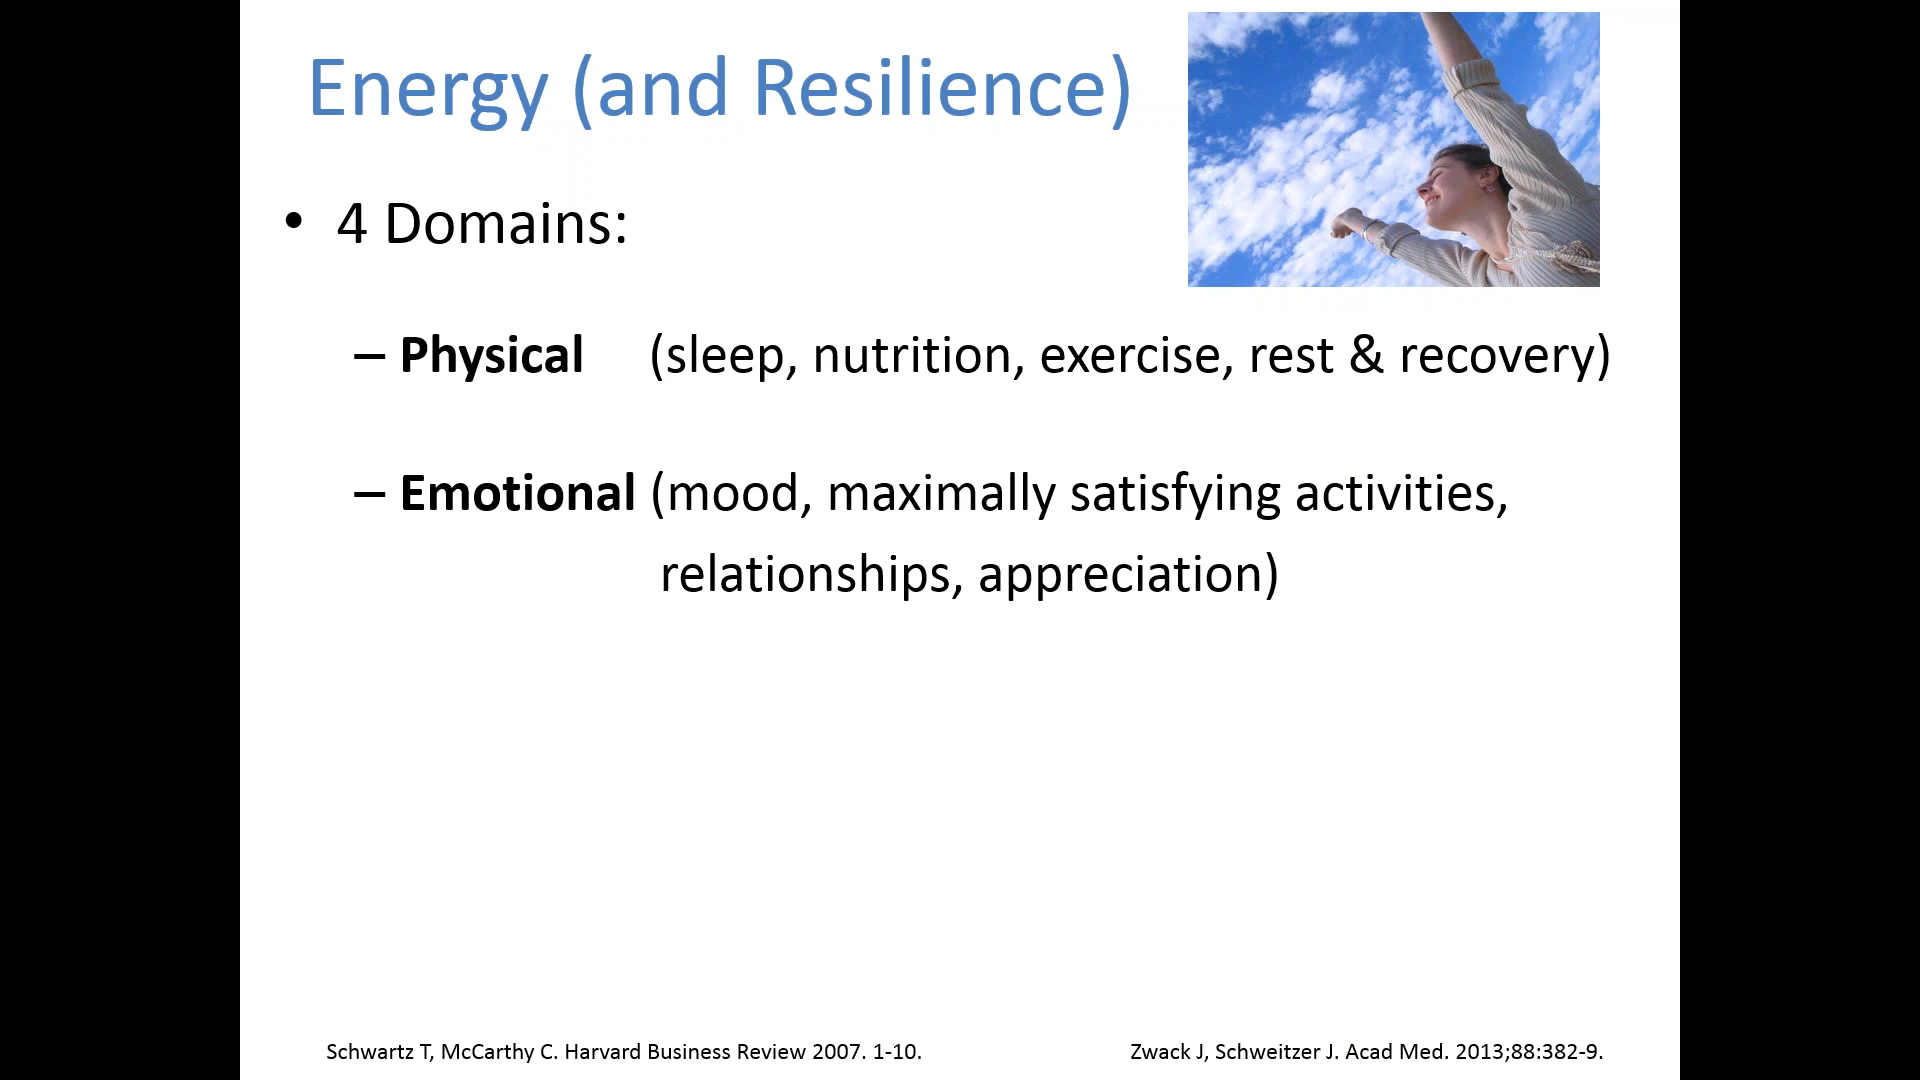 Energy (and Resilience)
• 4 Domains:
– Physical (sleep, nutrition, exercise, rest & recovery)
– Emotional (mood, maximally satisfying activities,
relationships, appreciation)
Schwartz T, McCarthy C. Harvard Business Review 2007. 1-10.
Zwack J, Schweitzer J. Acad Med. 2013;88:382-9.